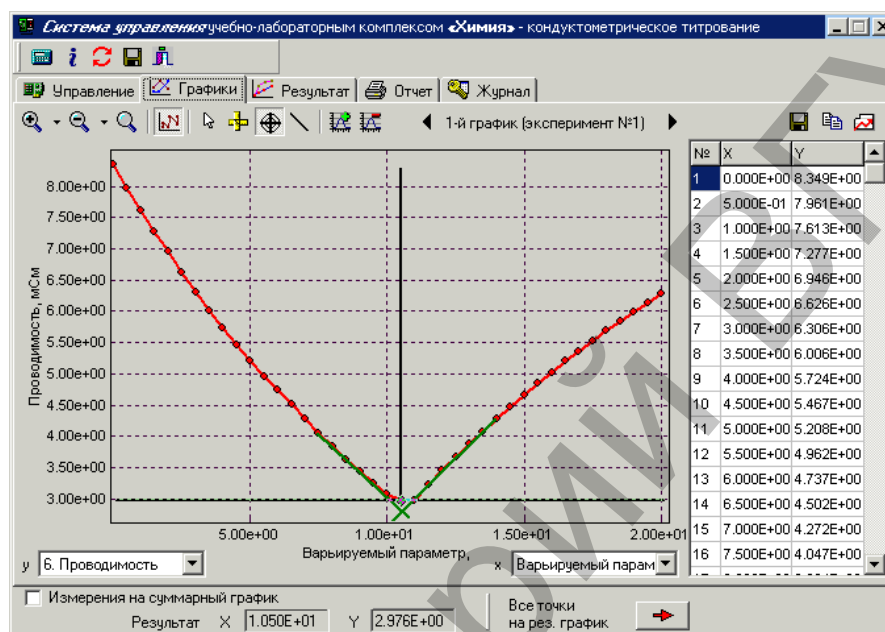 Система управления учебно-лабораторным комплексом «Химия» - кондуктометрическое титрование
Управление Графики Результат Отчет Журнал
1-й график (эксперимент №1)
№ X Y
1 0.000E+00 8.349E+00
2 5.000E-01 7.961E+00
3 1.000E+00 7.613E+00
4 1.500E+00 7.277E+00
5 2.000E+00 6.946E+00
6 2.500E+00 6.626E+00
7 3.000E+00 6.306E+00
8 3.500E+00 6.006E+00
9 4.000E+00 5.724E+00
10 4.500E+00 5.467E+00
11 5.000E+00 5.208E+00
12 5.500E+00 4.962E+00
13 6.000E+00 4.737E+00
14 6.500E+00 4.502E+00
15 7.000E+00 4.272E+00
16 7.500E+00 4.047E+00
Проводимость, мСм
8.00e+00
7.50e+00
7.00e+00
6.50e+00
6.00e+00
5.50e+00
5.00e+00
4.50e+00
4.00e+00
3.50e+00
3.00e+00
5.00e+00 1.00e+01 1.50e+01 2.00e+01
Варьируемый параметр,
y 6. Проводимость x Варьируемый парам
Измерения на суммарный график
Результат X 1.050E+01 Y 2.976E+00
Все точки
на рез. график